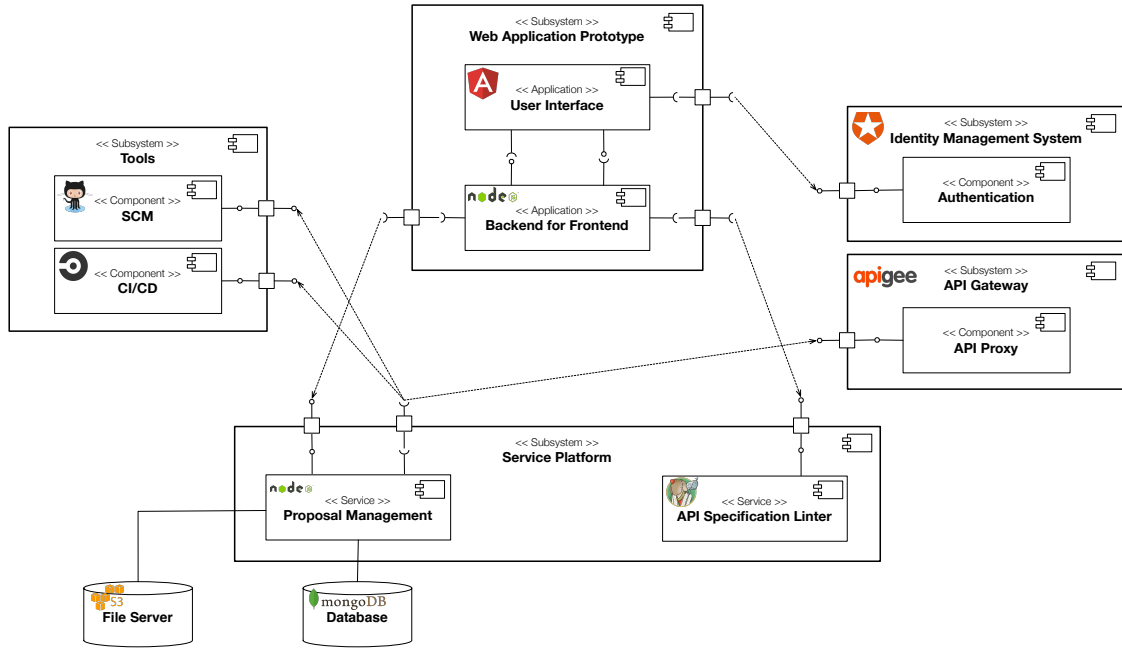 << Subsystem >>
Web Application Prototype
<< Application >>
User Interface
node
<< Application >>
Backend for Frontend
<< Subsystem >>
Tools
<< Component >>
SCM
<< Component >>
CI/CD
<< Subsystem >>
Identity Management System
<< Component >>
Authentication
apigee
<< Subsystem >>
API Gateway
<< Component >>
API Proxy
<< Subsystem >>
Service Platform
node
<< Service >>
Proposal Management
<< Service >>
API Specification Linter
S3
File Server
mongoDB
Database